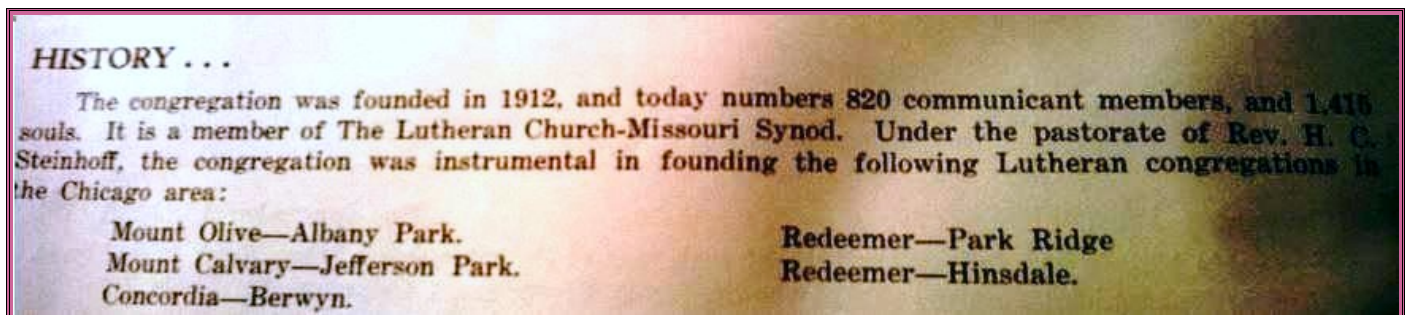 HISTORY . . .
The congregation was founded in 1912, and today numbers 820 communicant members, and 1,416
souls. It is a member of The Lutheran Church-Missouri Synod. Under the pastorate of Rev. H. C.
Steinhoff, the congregation was instrumental in founding the following Lutheran congregations in
the Chicago area:
Mount Olive—Albany Park.
Mount Calvary—Jefferson Park.
Concordia—Berwyn.
Redeemer—Park Ridge
Redeemer—Hinsdale.